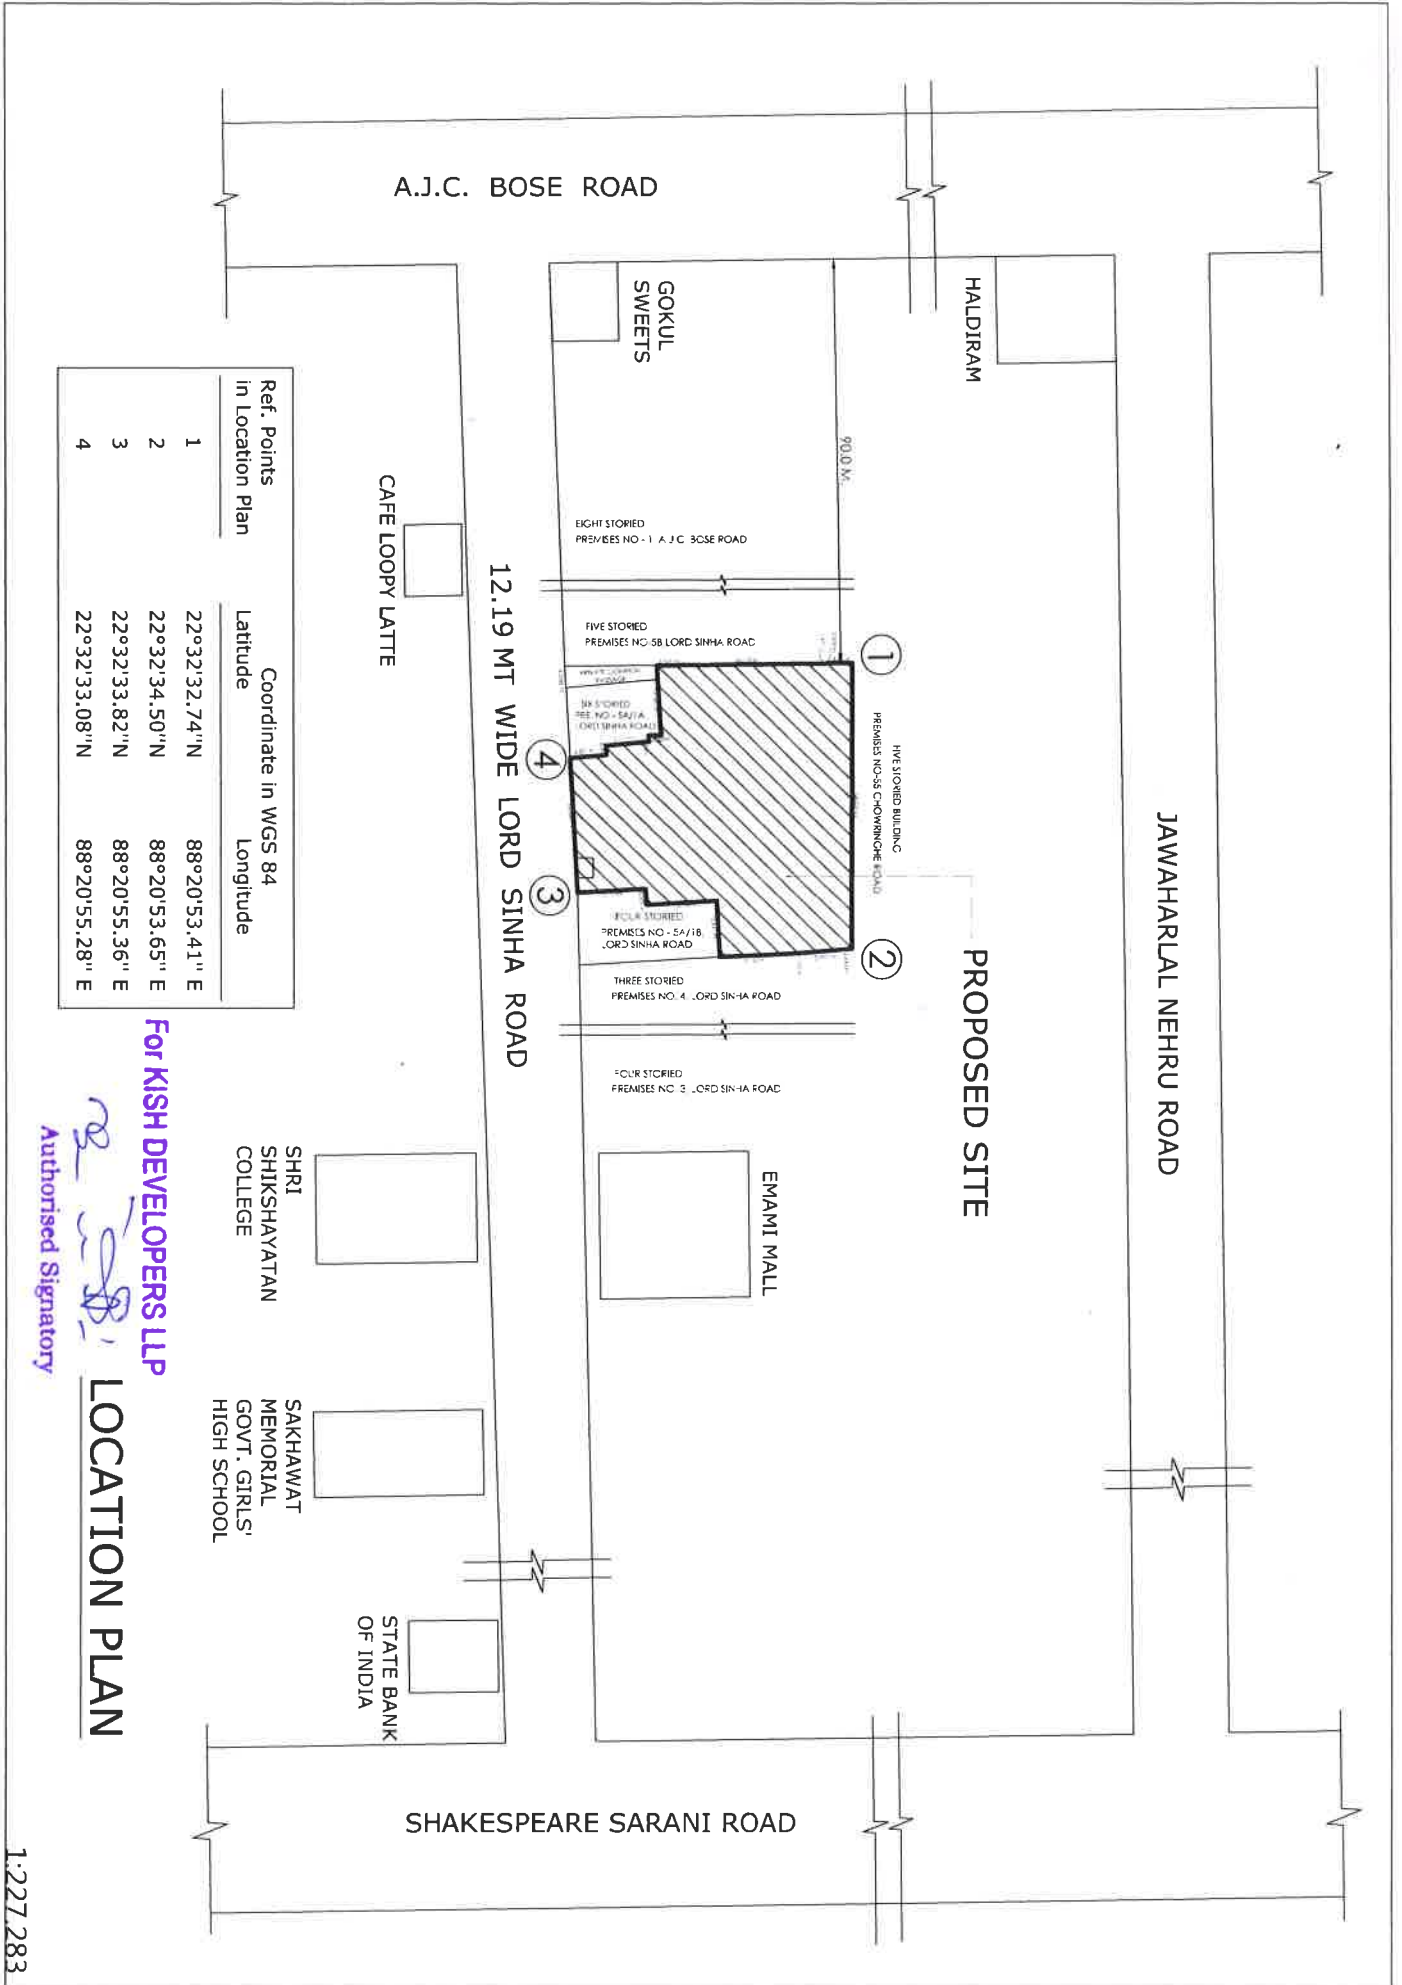 JAWAHARLAL NEHRU ROAD
A.J.C. BOSE ROAD
HALDIRAM
PROPOSED SITE
FIVE STORIED BUILDING
PREMISES NO-55 CHOWRINGHE ROAD
1
2
90.0 M.
GOKUL
SWEETS
EIGHT STORIED
PREMISES NO - 1 A J C BOSE ROAD
FIVE STORIED
PREMISES NO-5B LORD SINHA ROAD
PASSAGE
SIX STORIED
PRE. NO - 5A/1A
LORD SINHA ROAD
FOUR STORIED
PREMISES NO - 5A/1B
LORD SINHA ROAD
THREE STORIED
PREMISES NO. 4 LORD SINHA ROAD
FOUR STORIED
PREMISES NO 3 LORD SINHA ROAD
EMAMI MALL
4
3
12.19 MT WIDE LORD SINHA ROAD
CAFE LOOPY LATTE
SHRI
SHIKSHAYATAN
COLLEGE
SAKHAWAT
MEMORIAL
GOVT. GIRLS'
HIGH SCHOOL
STATE BANK
OF INDIA
SHAKESPEARE SARANI ROAD
Ref. Points Coordinate in WGS 84
in Location Plan Latitude Longitude
1 22°32'32.74"N 88°20'53.41" E
2 22°32'34.50"N 88°20'53.65" E
3 22°32'33.82"N 88°20'55.36" E
4 22°32'33.08"N 88°20'55.28" E
For KISH DEVELOPERS LLP
Authorised Signatory
LOCATION PLAN
1:227.283